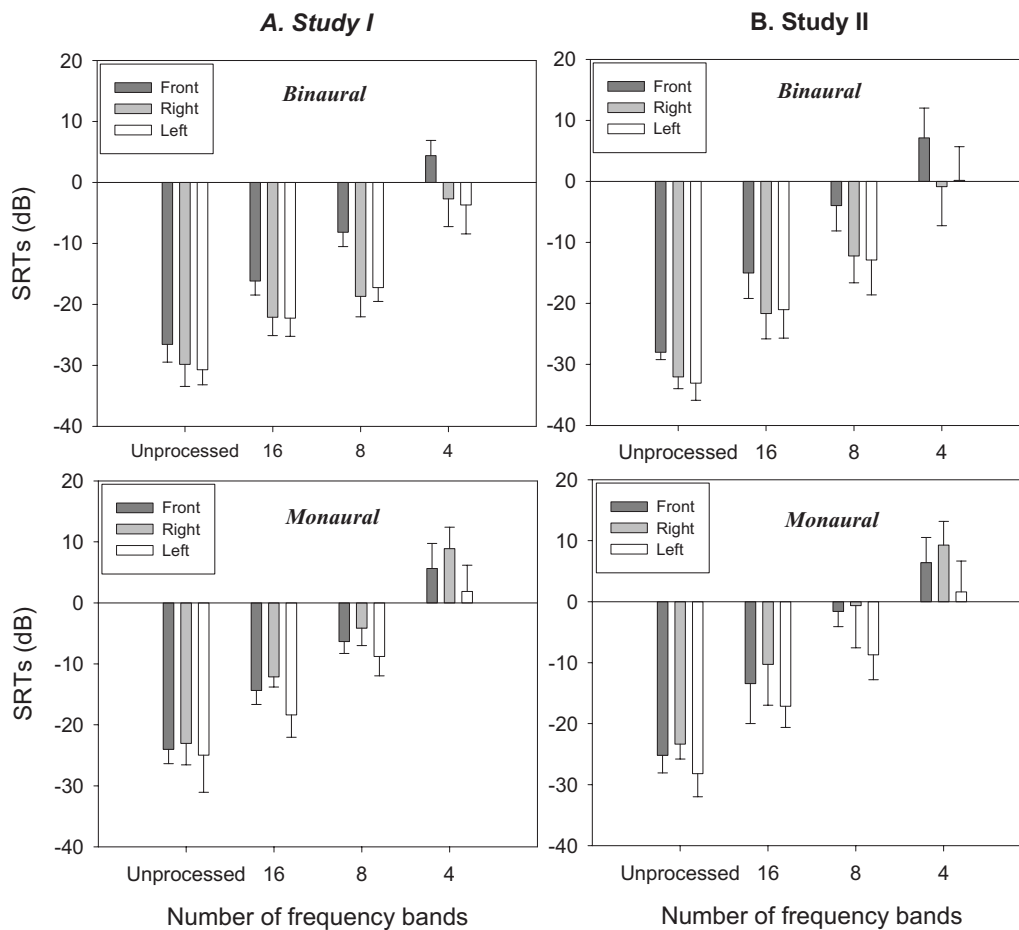 A. Study I
B. Study II
20
10
0
-10
-20
-30
-40
SRTs (dB)
Front
Right
Left
Binaural
Unprocessed 16 8 4
20
10
0
-10
-20
-30
-40
Front
Right
Left
Binaural
Unprocessed 16 8 4
20
10
0
-10
-20
-30
-40
SRTs (dB)
Front
Right
Left
Monaural
Unprocessed 16 8 4
Number of frequency bands
20
10
0
-10
-20
-30
-40
Front
Right
Left
Monaural
Unprocessed 16 8 4
Number of frequency bands